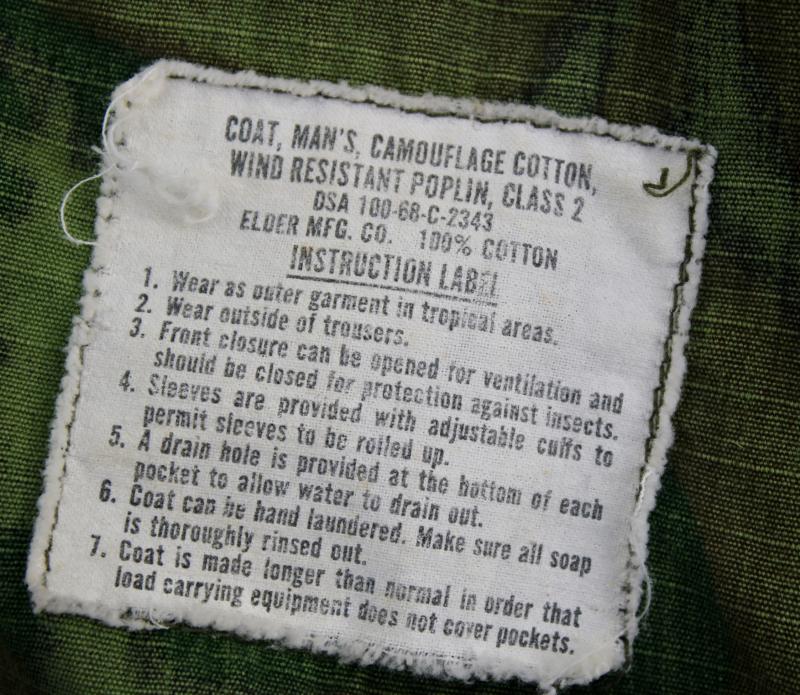 COAT, MAN'S, CAMOUFLAGE COTTON,
WIND RESISTANT POPLIN, CLASS 2
DSA 100-68-C-2343
ELDER MFG. CO. 100% COTTON
INSTRUCTION LABEL
1. Wear as outer garment in tropical areas.
2. Wear outside of trousers.
3. Front closure can be opened for ventilation and
should be closed for protection against insects.
4. Sleeves are provided with adjustable cuffs to
permit sleeves to be rolled up.
5. A drain hole is provided at the bottom of each
pocket to allow water to drain out.
6. Coat can be hand laundered. Make sure all soap
is thoroughly rinsed out.
7. Coat is made longer than normal in order that
load carrying equipment does not cover pockets.